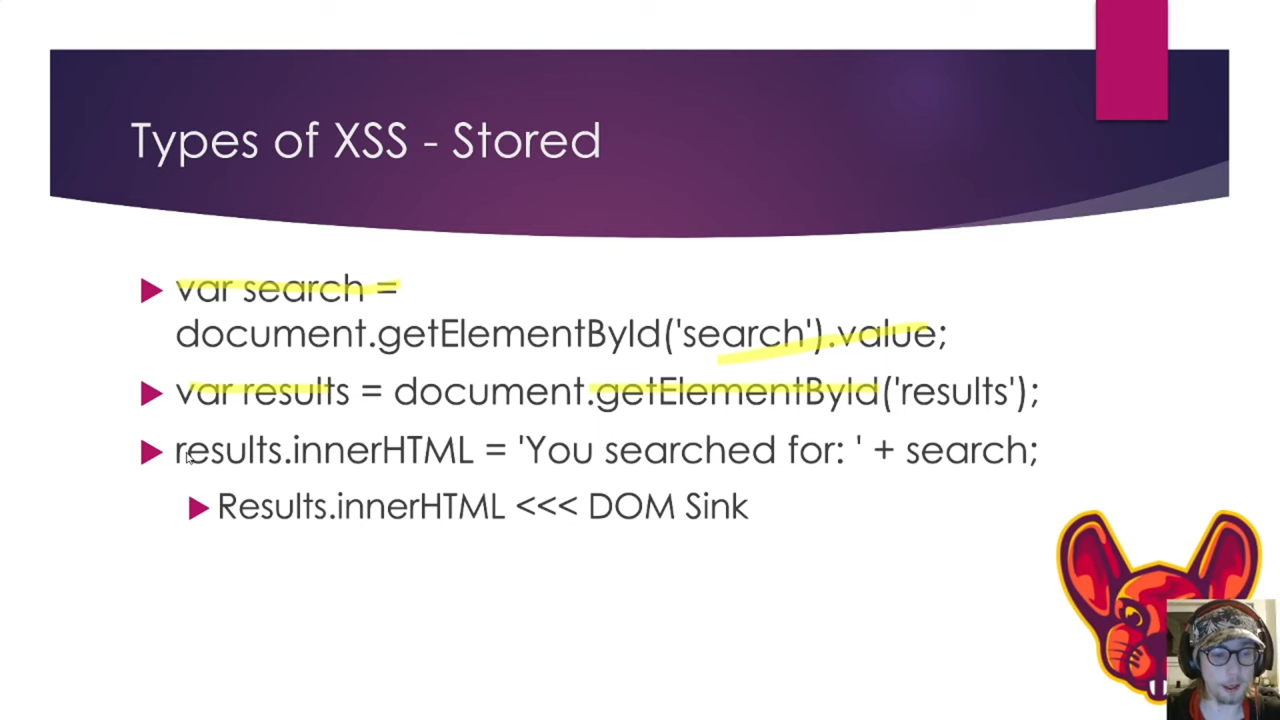 Types of XSS - Stored
var search =
document.getElementById('search').value;
var results = document.getElementById('results');
results.innerHTML = 'You searched for: ' + search;
Results.innerHTML <<< DOM Sink